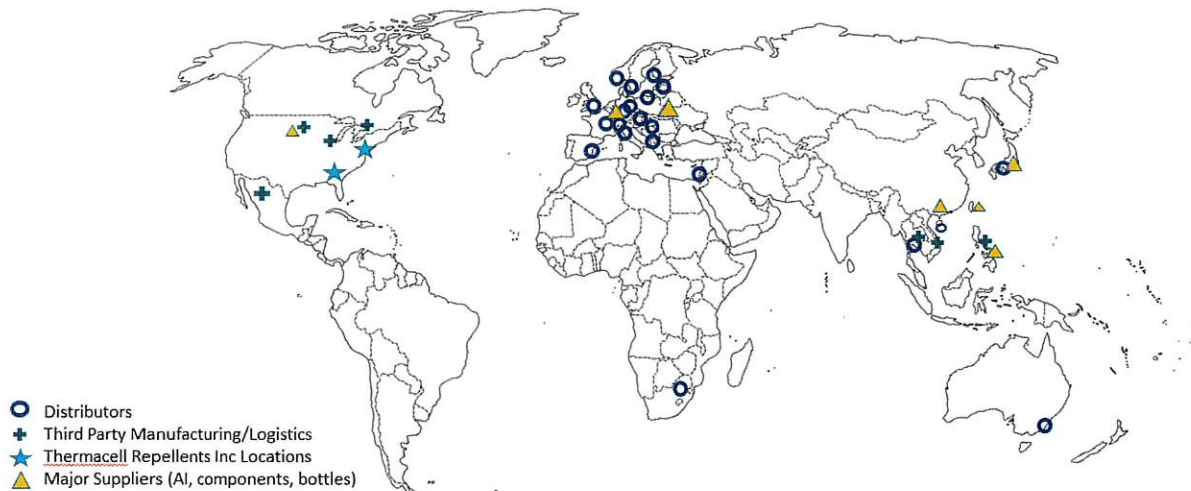 Distributors
Third Party Manufacturing/Logistics
Thermacell Repellents Inc Locations
Major Suppliers (AI, components, bottles)